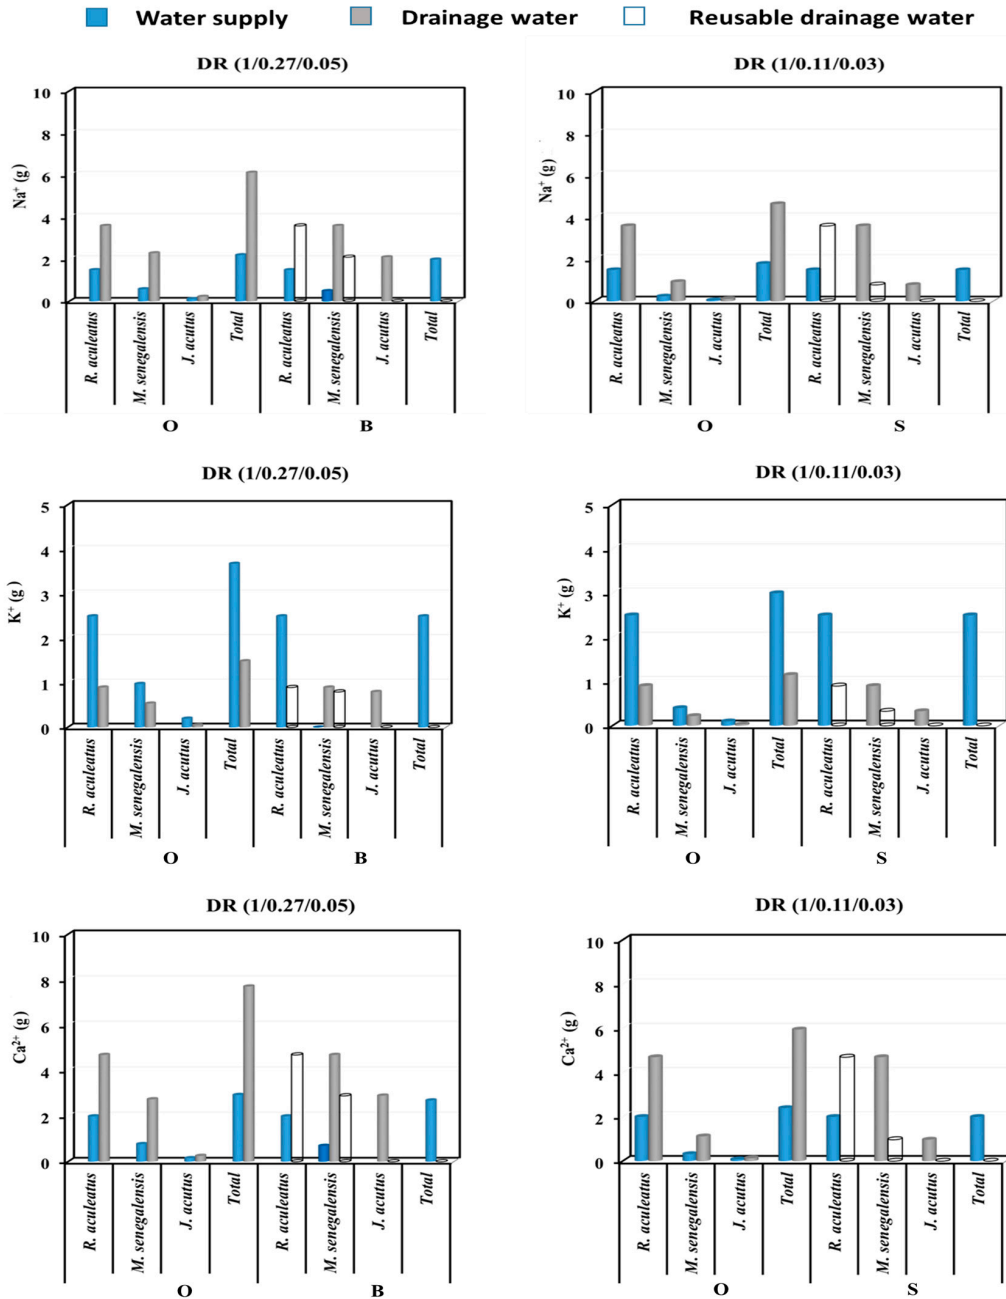 Water supply Drainage water Reusable drainage water
DR (1/0.27/0.05)
Na⁺ (g)
10
8
6
4
2
0
R. aculeatus
M. senegalensis
J. acutus
Total
R. aculeatus
M. senegalensis
J. acutus
Total
O B
DR (1/0.11/0.03)
Na⁺ (g)
10
8
6
4
2
0
R. aculeatus
M. senegalensis
J. acutus
Total
R. aculeatus
M. senegalensis
J. acutus
Total
O S
DR (1/0.27/0.05)
K⁺ (g)
5
4
3
2
1
0
R. aculeatus
M. senegalensis
J. acutus
Total
R. aculeatus
M. senegalensis
J. acutus
Total
O B
DR (1/0.11/0.03)
K⁺ (g)
5
4
3
2
1
0
R. aculeatus
M. senegalensis
J. acutus
Total
R. aculeatus
M. senegalensis
J. acutus
Total
O S
DR (1/0.27/0.05)
Ca²⁺ (g)
10
8
6
4
2
0
R. aculeatus
M. senegalensis
J. acutus
Total
R. aculeatus
M. senegalensis
J. acutus
Total
O B
DR (1/0.11/0.03)
Ca²⁺ (g)
10
8
6
4
2
0
R. aculeatus
M. senegalensis
J. acutus
Total
R. aculeatus
M. senegalensis
J. acutus
Total
O S